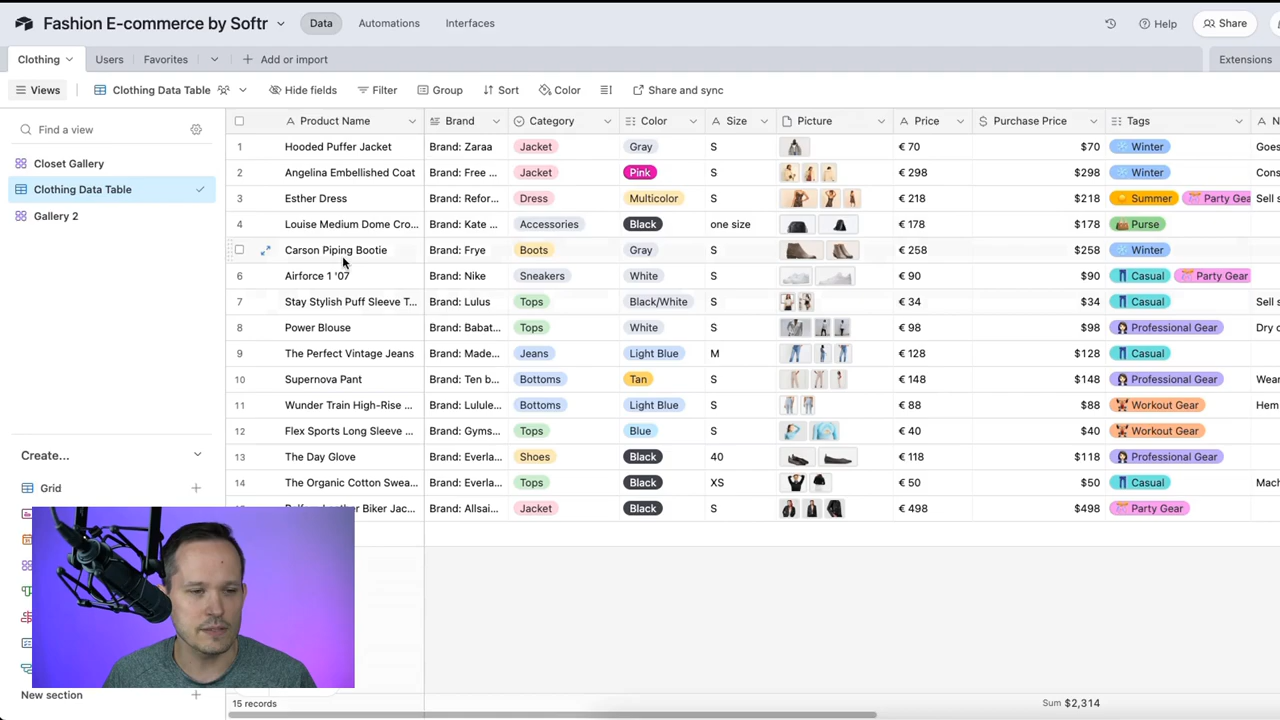 Fashion E-commerce by Softr Data Automations Interfaces Help Share
Clothing Users Favorites Add or import Extensions
Views Clothing Data Table Hide fields Filter Group Sort Color Share and sync
Find a view
Closet Gallery
Clothing Data Table
Gallery 2
Create...
Grid
New section
Product Name Brand Category Color Size Picture Price Purchase Price Tags
1 Hooded Puffer Jacket Brand: Zaraa Jacket Gray S € 70 $70 Winter Goes
2 Angelina Embellished Coat Brand: Free ... Jacket Pink S € 298 $298 Winter Cons
3 Esther Dress Brand: Refor... Dress Multicolor S € 218 $218 Summer Party Gea Sell s
4 Louise Medium Dome Cro... Brand: Kate ... Accessories Black one size € 178 $178 Purse
Carson Piping Bootie Brand: Frye Boots Gray S € 258 $258 Winter
6 Airforce 1 '07 Brand: Nike Sneakers White S € 90 $90 Casual Party Gear
7 Stay Stylish Puff Sleeve T... Brand: Lulus Tops Black/White S € 34 $34 Casual Sell s
8 Power Blouse Brand: Babat... Tops White S € 98 $98 Professional Gear Dry c
9 The Perfect Vintage Jeans Brand: Made... Jeans Light Blue M € 128 $128 Casual
10 Supernova Pant Brand: Ten b... Bottoms Tan S € 148 $148 Professional Gear Wear
11 Wunder Train High-Rise ... Brand: Lulule... Bottoms Light Blue S € 88 $88 Workout Gear Hem
12 Flex Sports Long Sleeve ... Brand: Gyms... Tops Blue S € 40 $40 Workout Gear
13 The Day Glove Brand: Everla... Shoes Black 40 € 118 $118 Professional Gear
14 The Organic Cotton Swea... Brand: Everla... Tops Black XS € 50 $50 Casual Mach
Leather Biker Jac... Brand: Allsai... Jacket Black S € 498 $498 Party Gear
15 records Sum $2,314